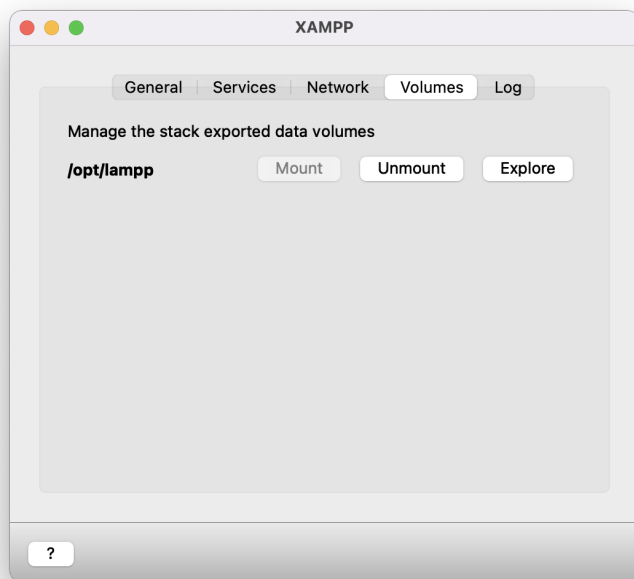 XAMPP
General Services Network Volumes Log
Manage the stack exported data volumes
/opt/lampp Mount Unmount Explore
?